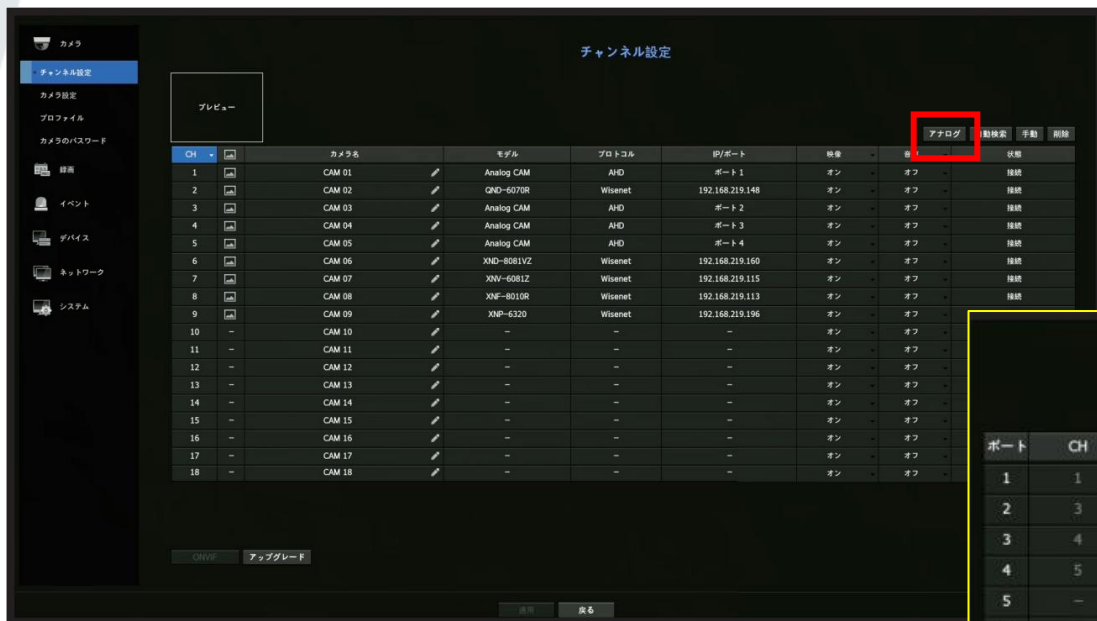 カメラ
チャンネル設定
チャンネル設定
カメラ設定
プロファイル
カメラのパスワード
録画
イベント
デバイス
ネットワーク
システム
プレビュー
アナログ 動検索 手動 削除
CH カメラ名 モデル プロトコル IP/ポート 映像 音 状態
1 CAM 01 Analog CAM AHD ポート 1 オン オフ 接続
2 CAM 02 QND-6070R Wisenet 192.168.219.148 オン オフ 接続
3 CAM 03 Analog CAM AHD ポート 2 オン オフ 接続
4 CAM 04 Analog CAM AHD ポート 3 オン オフ 接続
5 CAM 05 Analog CAM AHD ポート 4 オン オフ 接続
6 CAM 06 XND-8081VZ Wisenet 192.168.219.160 オン オフ 接続
7 CAM 07 XNV-6081Z Wisenet 192.168.219.115 オン オフ 接続
8 CAM 08 XNF-8010R Wisenet 192.168.219.113 オン オフ 接続
9 CAM 09 XNP-6320 Wisenet 192.168.219.196 オン オフ
10 - CAM 10 - - - オン オフ
11 - CAM 11 - - - オン オフ
12 - CAM 12 - - - オン オフ
13 - CAM 13 - - - オン オフ
14 - CAM 14 - - - オン オフ
15 - CAM 15 - - - オン オフ
16 - CAM 16 - - - オン オフ
17 - CAM 17 - - - オン オフ
18 - CAM 18 - - - オン オフ
ONVIF アップグレード
適用 戻る
ポート CH
1 1
2 3
3 4
4 5
5 -